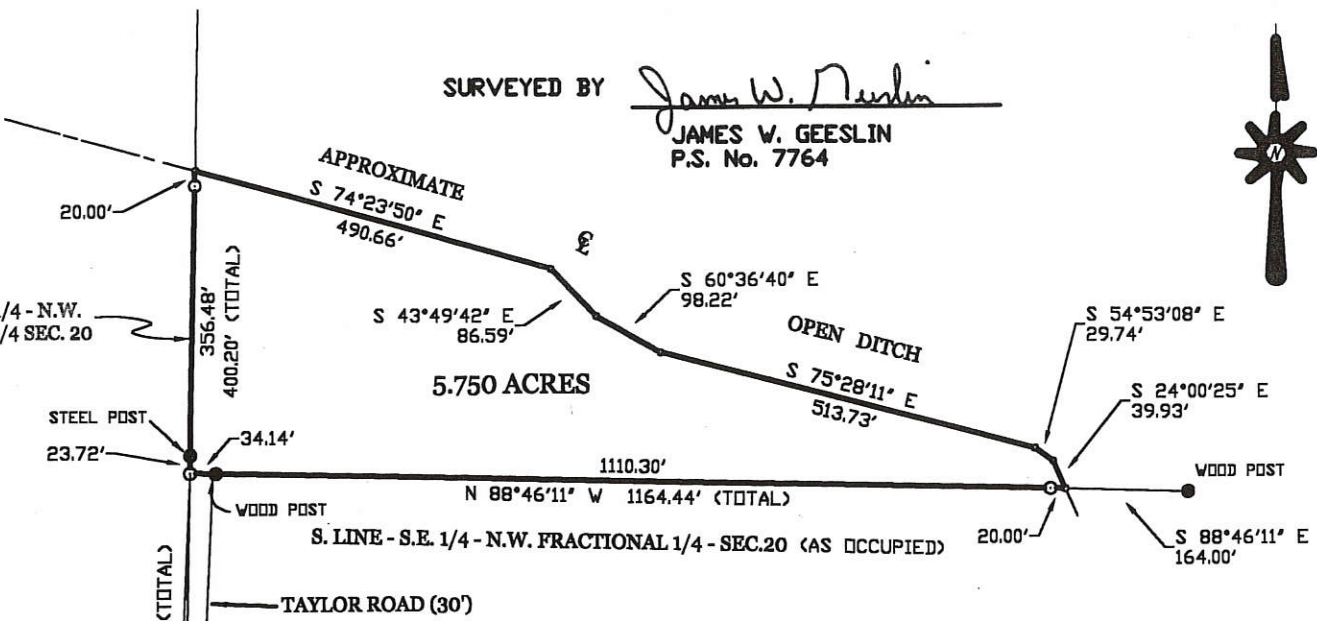 SURVEYED BY
James W. Geeslin
JAMES W. GEESLIN
P.S. No. 7764
N
APPROXIMATE
S 74°23'50" E
490.66'
℄
20.00'
S 60°36'40" E
98.22'
S 43°49'42" E
86.59'
OPEN DITCH
S 54°53'08" E
29.74'
1/4 - N.W.
1/4 SEC. 20
356.48'
400.20' (TOTAL)
5.750 ACRES
S 75°28'11" E
513.73'
S 24°00'25" E
39.93'
STEEL POST
23.72'
34.14'
1110.30'
WOOD POST
N 88°46'11" W 1164.44' (TOTAL)
WOOD POST
S. LINE - S.E. 1/4 - N.W. FRACTIONAL 1/4 - SEC.20 (AS OCCUPIED)
20.00'
S 88°46'11" E
164.00'
(TOTAL)
TAYLOR ROAD (30')